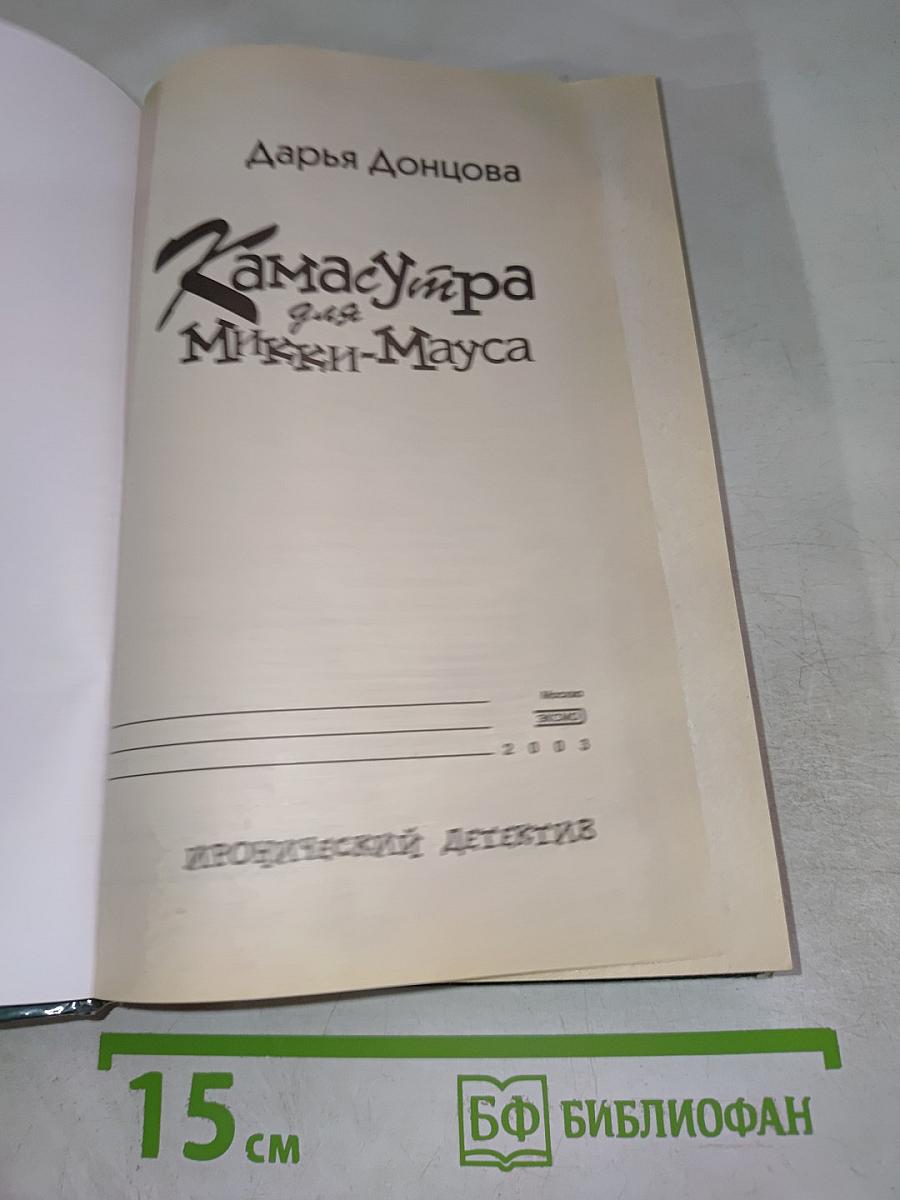 Дарья Донцова
Камасутра
для
Микки-Мауса
Москва
ЭКСМО
2003
ИРОНИЧЕСКИЙ ДЕТЕКТИВ
15 см
БФ БИБЛИОФАН